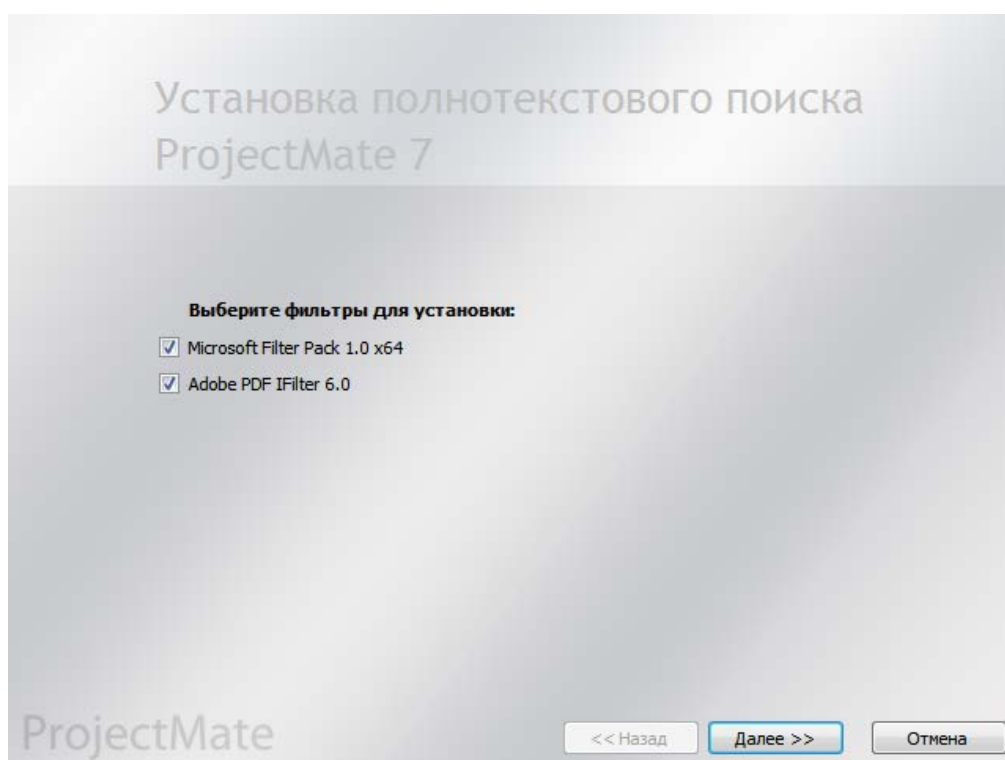 Установка полнотекстового поиска
ProjectMate 7
Выберите фильтры для установки:
Microsoft Filter Pack 1.0 x64
Adobe PDF IFilter 6.0
ProjectMate
<< Назад
Далее >>
Отмена